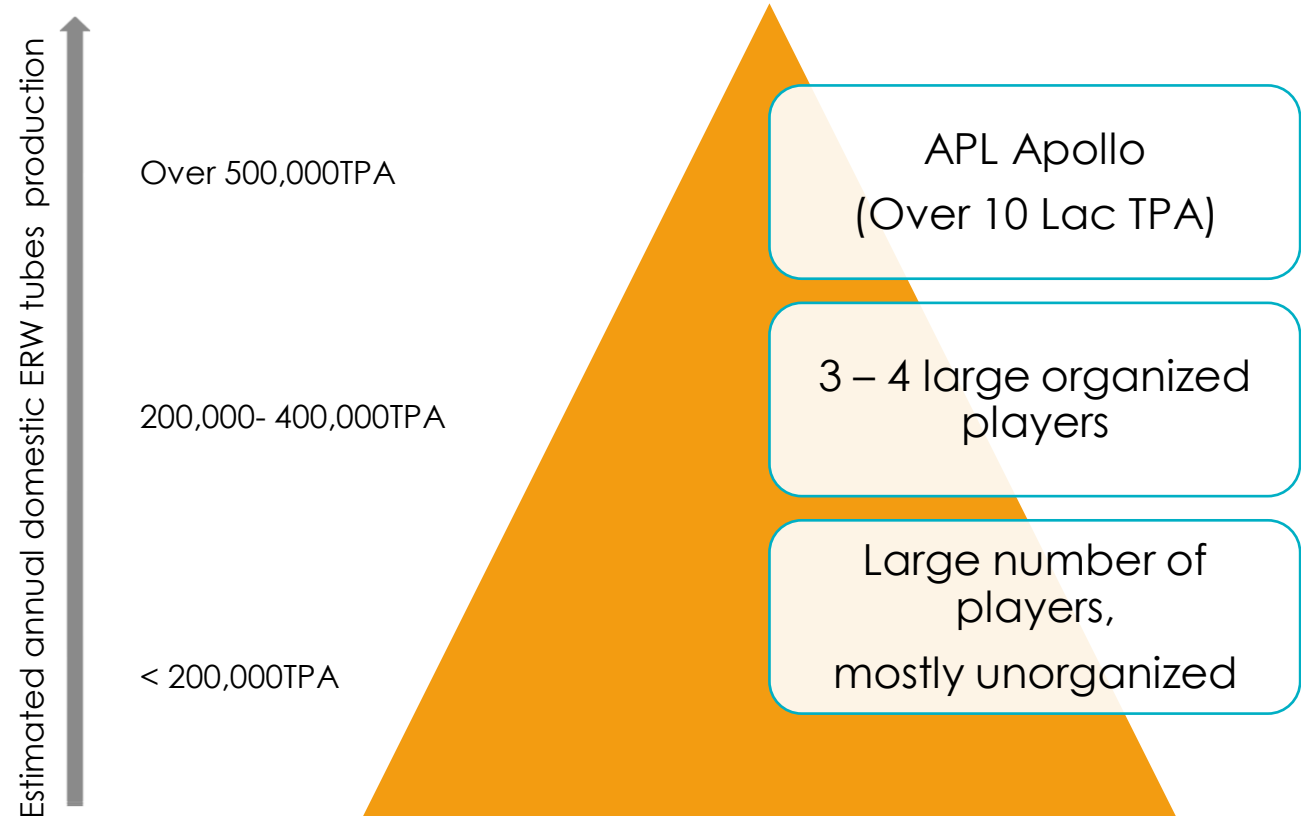 Estimated annual domestic ERW tubes production
Over 500,000TPA
APL Apollo
(Over 10 Lac TPA)
200,000- 400,000TPA
3 – 4 large organized
players
< 200,000TPA
Large number of
players,
mostly unorganized